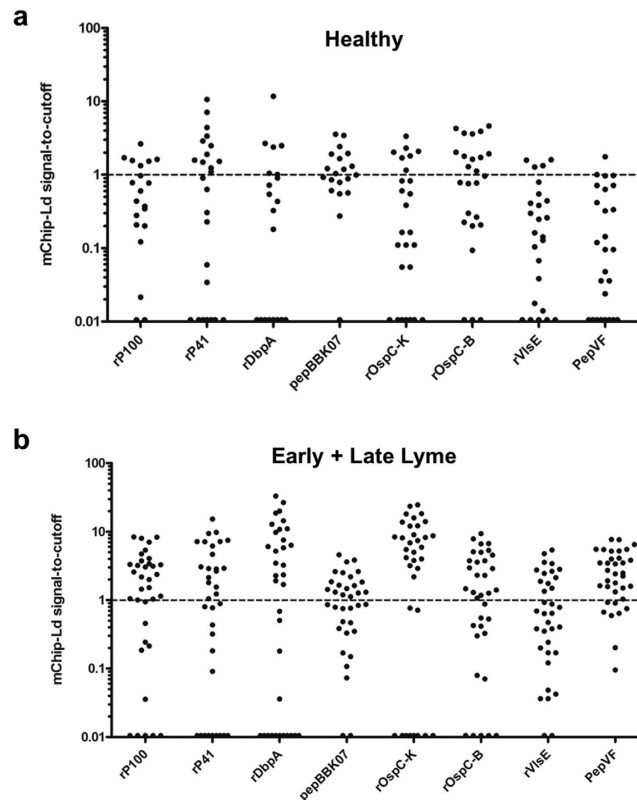 a
Healthy
mChip-Ld signal-to-cutoff
100
10
1
0.1
0.01
rP100
rP41
rDbpA
pepBBK07
rOspC-K
rOspC-B
rVlsE
PepVF
b
Early + Late Lyme
mChip-Ld signal-to-cutoff
100
10
1
0.1
0.01
rP100
rP41
rDbpA
pepBBK07
rOspC-K
rOspC-B
rVlsE
PepVF